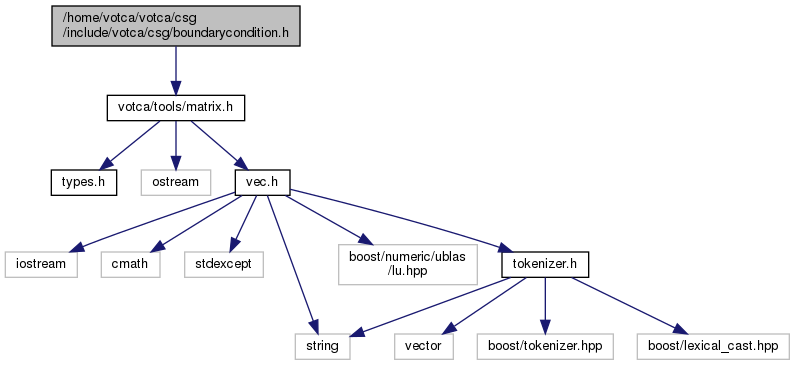 /home/votca/votca/csg
/include/votca/csg/boundarycondition.h
votca/tools/matrix.h
types.h
ostream
vec.h
iostream
cmath
stdexcept
boost/numeric/ublas
/lu.hpp
tokenizer.h
string
vector
boost/tokenizer.hpp
boost/lexical_cast.hpp